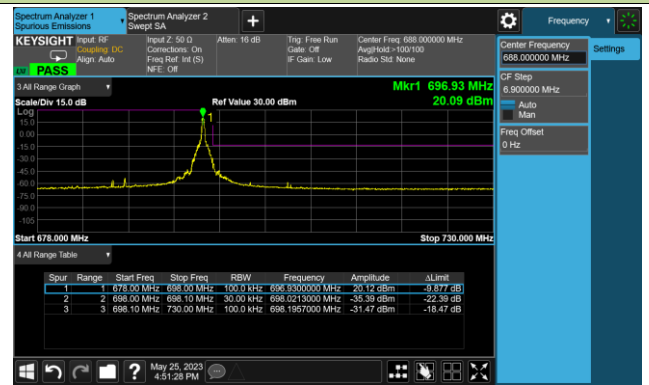 Spectrum Analyzer 1
Spurious Emissions
Spectrum Analyzer 2
Swept SA
Frequency
KEYSIGHT
Input: RF
Coupling: DC
Align: Auto
Input Z: 50 Ω
Corrections: On
Freq Ref: Int (S)
NFE: Off
Atten: 16 dB
Trig: Free Run
Gate: Off
IF Gain: Low
Center Freq: 688.000000 MHz
Avg|Hold:>100/100
Radio Std: None
PASS
Center Frequency
688.000000 MHz
Settings
CF Step
6.900000 MHz
Auto
Man
Freq Offset
0 Hz
3 All Range Graph
Mkr1 696.93 MHz
Scale/Div 15.0 dB
Ref Value 30.00 dBm
20.09 dBm
Log
1
15.0
0.00
-15.0
-30.0
-45.0
-60.0
-75.0
-90.0
-105
Start 678.000 MHz
Stop 730.000 MHz
4 All Range Table
Spur Range Start Freq Stop Freq RBW Frequency Amplitude ΔLimit
1 1 678.00 MHz 698.00 MHz 100.0 kHz 696.9300000 MHz 20.12 dBm -9.877 dB
2 2 698.00 MHz 698.10 MHz 30.00 kHz 698.0213000 MHz -35.39 dBm -22.39 dB
3 3 698.10 MHz 730.00 MHz 100.0 kHz 698.1957000 MHz -31.47 dBm -18.47 dB
May 25, 2023
4:51:28 PM